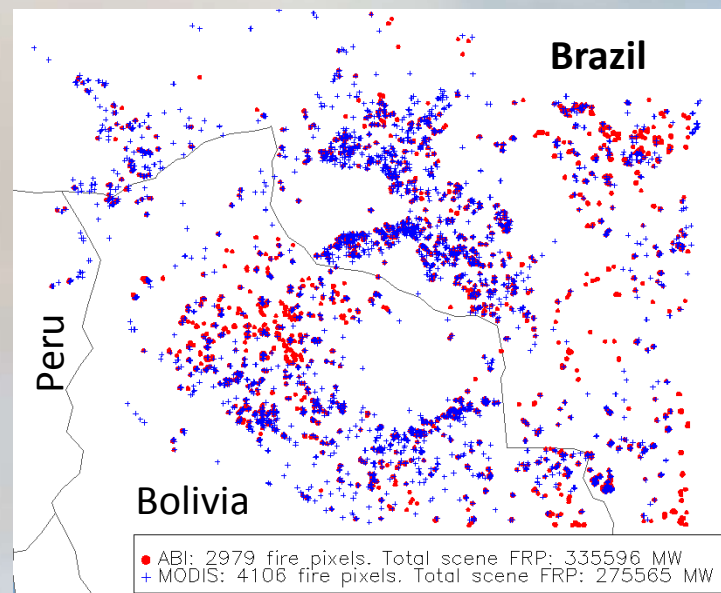 Brazil
Peru
Bolivia
ABI: 2979 fire pixels. Total scene FRP: 335596 MW
MODIS: 4106 fire pixels. Total scene FRP: 275565 MW